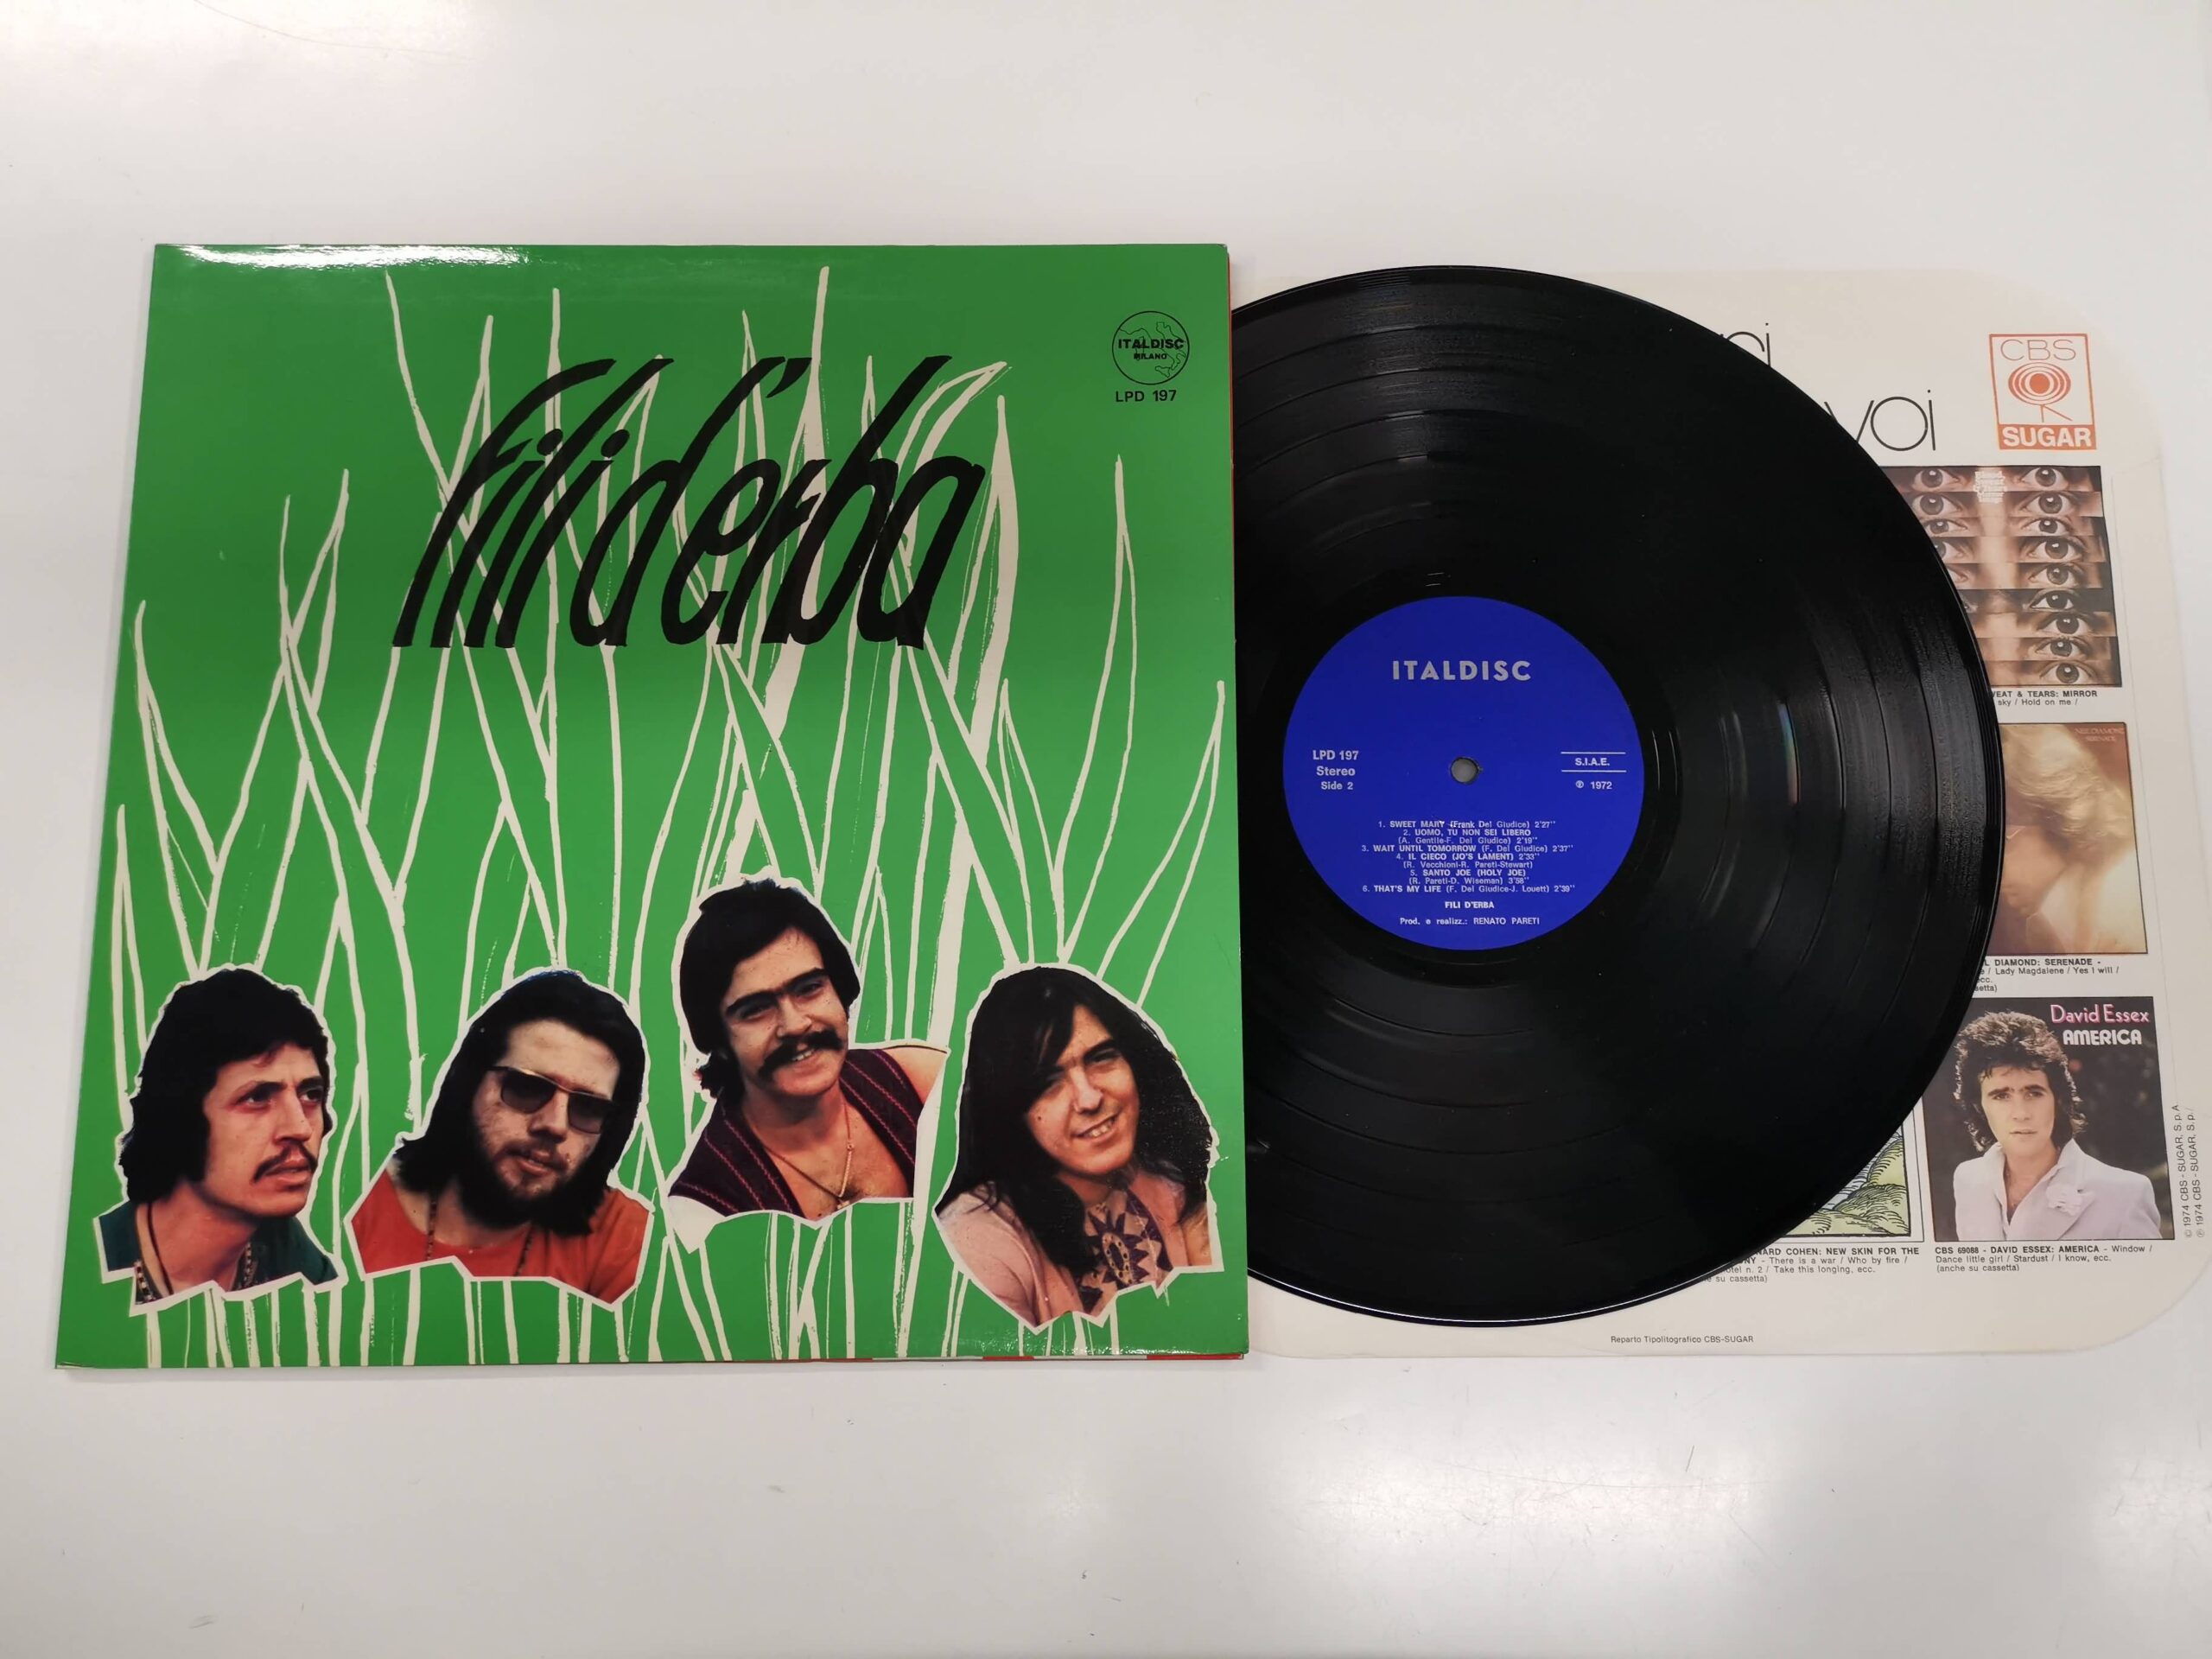 Fili d'erba
ITALDISC
MILANO
LPD 197
ITALDISC
LPD 197
Stereo
Side 2
S.I.A.E.
℗ 1972
1. SWEET MARY (Frank Del Giudice) 2'27''
2. UOMO, TU NON SEI LIBERO
(A. Gentile-F. Del Giudice) 2'19''
3. WAIT UNTIL TOMORROW (F. Del Giudice) 2'37''
4. IL CIECO (JO'S LAMENT) 2'33''
(R. Vecchioni-R. Pareti-Stewart)
5. SANTO JOE (HOLY JOE)
(R. Pareti-D. Wiseman) 3'58''
6. THAT'S MY LIFE (F. Del Giudice-J. Louett) 2'39''
FILI D'ERBA
Prod. e realizz.: RENATO PARETI
voi
CBS
SUGAR
& TEARS: MIRROR
sky / Hold on me /
DIAMOND: SERENADE -
/ Lady Magdalene / Yes I will /
David Essex
AMERICA
COHEN: NEW SKIN FOR THE
- There is a war / Who by fire /
n. 2 / Take this longing, ecc.
su cassetta)
CBS 69088 - DAVID ESSEX: AMERICA - Window /
Dance little girl / Stardust / I know, ecc.
(anche su cassetta)
Reparto Tipolitografico CBS-SUGAR
© 1974 CBS - SUGAR, S.p.A
℗ 1974 CBS - SUGAR, S.p.